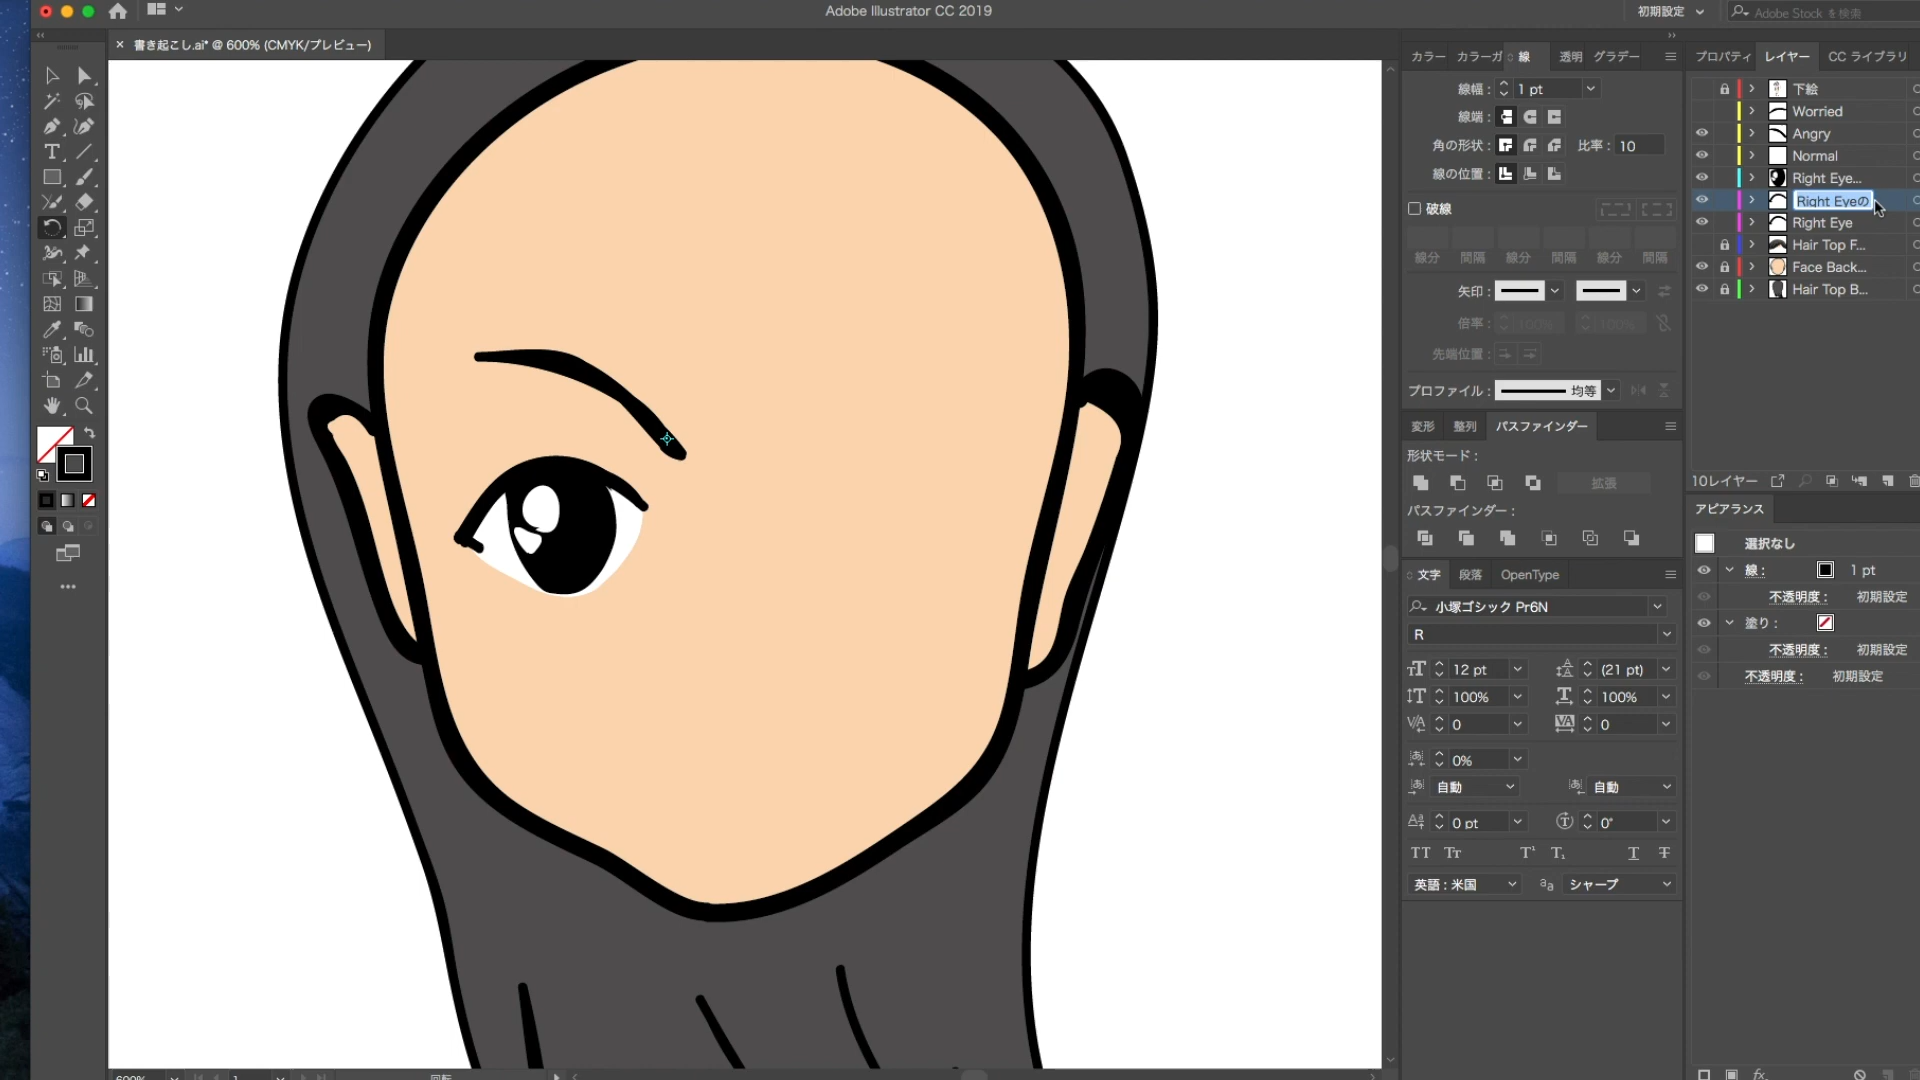 Adobe Illustrator CC 2019
初期設定
Adobe Stock を検索
× 書き起こし.ai* @ 600% (CMYK/プレビュー)
カラー カラーガ 線 透明 グラデー
線幅 : 1 pt
線端 :
角の形状 : 比率 : 10
線の位置 :
破線
線分 間隔 線分 間隔 線分 間隔
矢印 :
倍率 : 100% 100%
先端位置 :
プロファイル : 均等
変形 整列 パスファインダー
形状モード :
拡張
パスファインダー :
文字 段落 OpenType
小塚ゴシック Pr6N
R
12 pt (21 pt)
100% 100%
0 0
0%
自動 自動
0 pt 0°
英語 : 米国 シャープ
プロパティ レイヤー CC ライブラリ
下絵
Worried
Angry
Normal
Right Eye...
Right Eyeの
Right Eye
Hair Top F...
Face Back...
Hair Top B...
10レイヤー
アピアランス
選択なし
線 : 1 pt
不透明度 : 初期設定
塗り :
不透明度 : 初期設定
不透明度 : 初期設定
fx
600% 1 回転